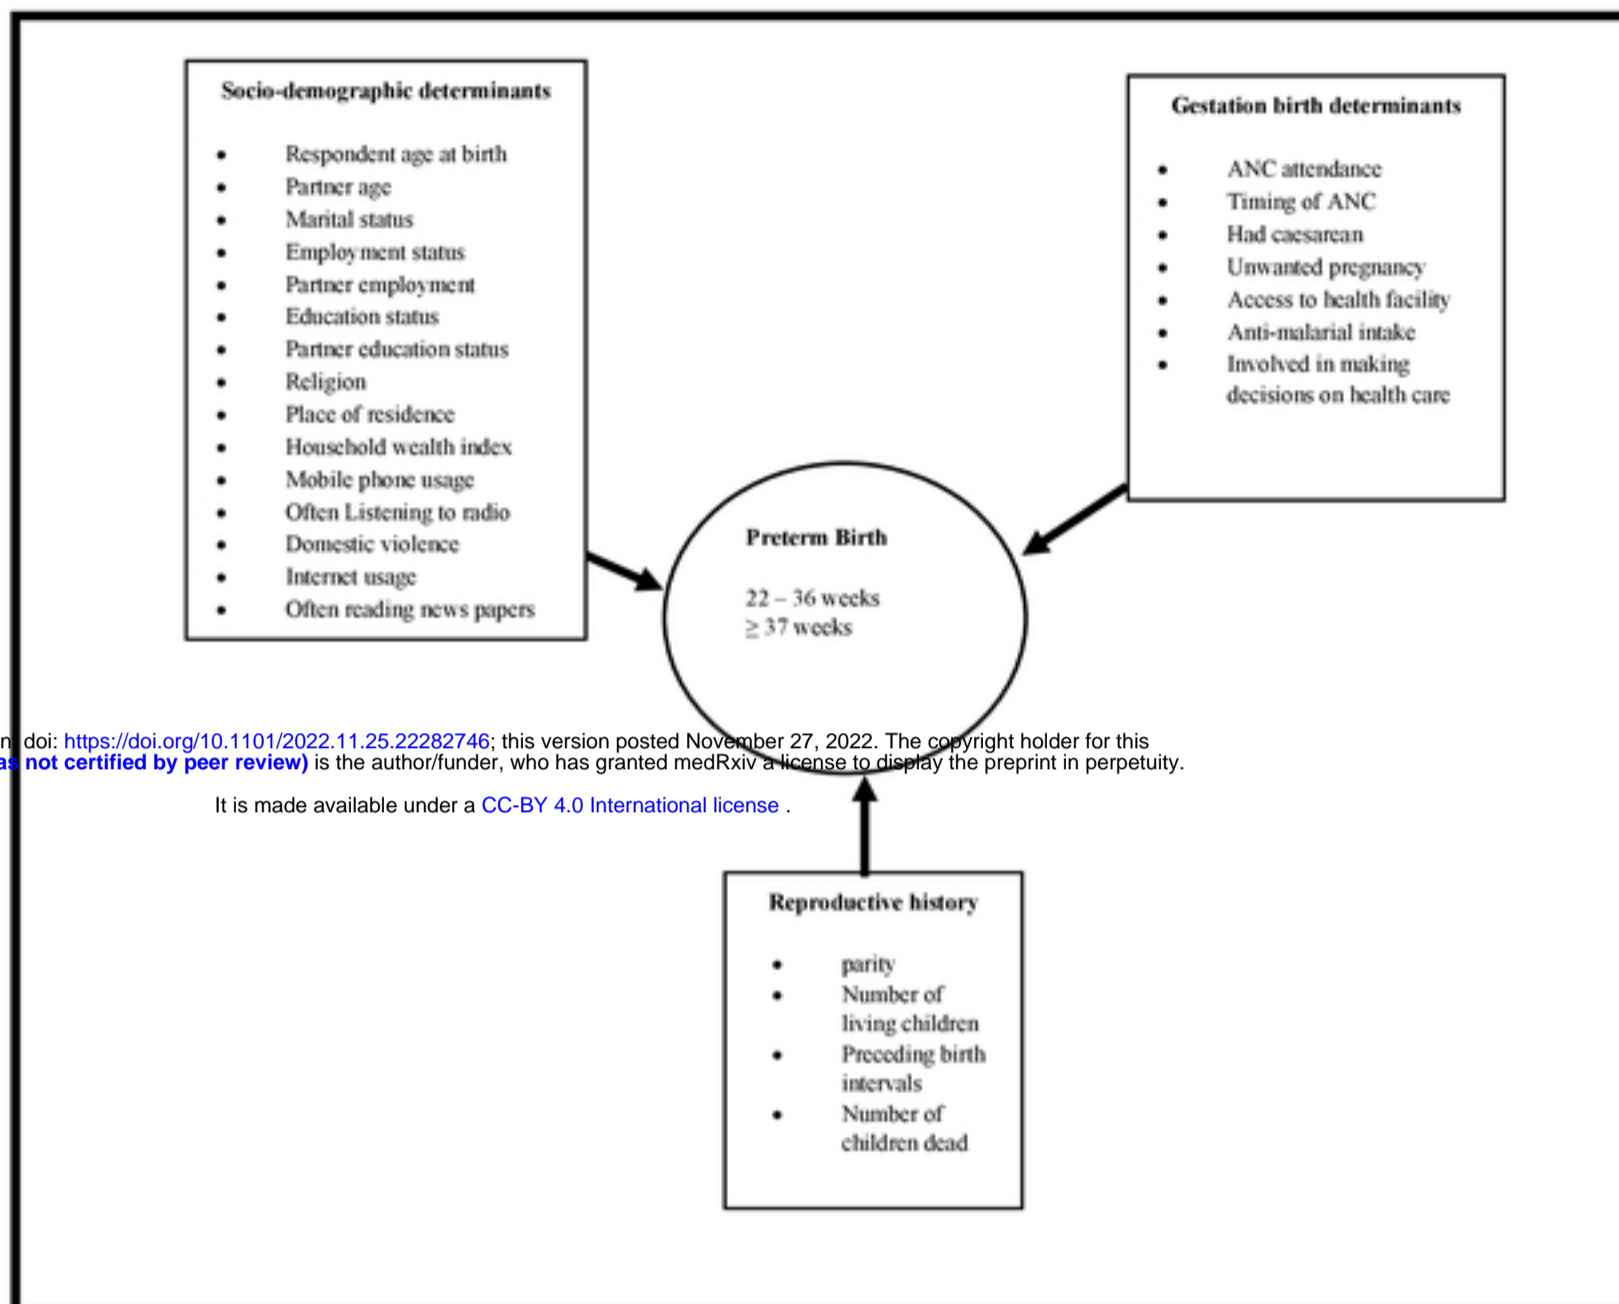 Socio-demographic determinants
• Respondent age at birth
• Partner age
• Marital status
• Employment status
• Partner employment
• Education status
• Partner education status
• Religion
• Place of residence
• Household wealth index
• Mobile phone usage
• Often Listening to radio
• Domestic violence
• Internet usage
• Often reading news papers
Gestation birth determinants
• ANC attendance
• Timing of ANC
• Had caesarean
• Unwanted pregnancy
• Access to health facility
• Anti-malarial intake
• Involved in making
decisions on health care
Preterm Birth
22 – 36 weeks
≥ 37 weeks
doi: https://doi.org/10.1101/2022.11.25.22282746; this version posted November 27, 2022. The copyright holder for this
not certified by peer review) is the author/funder, who has granted medRxiv a license to display the preprint in perpetuity.
It is made available under a CC-BY 4.0 International license .
Reproductive history
• parity
• Number of
living children
• Preceding birth
intervals
• Number of
children dead